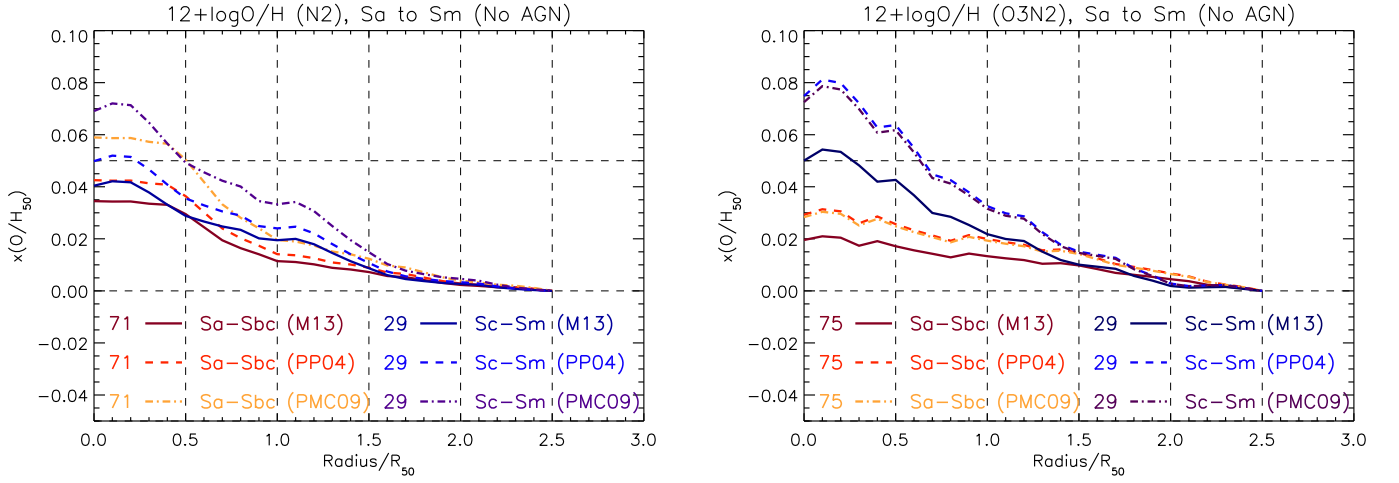 12+logO/H (N2), Sa to Sm (No AGN)
0.10
0.08
0.06
0.04
0.02
0.00
−0.02
−0.04
x(O/H50)
71 Sa−Sbc (M13) 29 Sc−Sm (M13)
71 Sa−Sbc (PP04) 29 Sc−Sm (PP04)
71 Sa−Sbc (PMC09) 29 Sc−Sm (PMC09)
0.0 0.5 1.0 1.5 2.0 2.5 3.0
Radius/R50
12+logO/H (O3N2), Sa to Sm (No AGN)
0.10
0.08
0.06
0.04
0.02
0.00
−0.02
−0.04
x(O/H50)
75 Sa−Sbc (M13) 29 Sc−Sm (M13)
75 Sa−Sbc (PP04) 29 Sc−Sm (PP04)
75 Sa−Sbc (PMC09) 29 Sc−Sm (PMC09)
0.0 0.5 1.0 1.5 2.0 2.5 3.0
Radius/R50